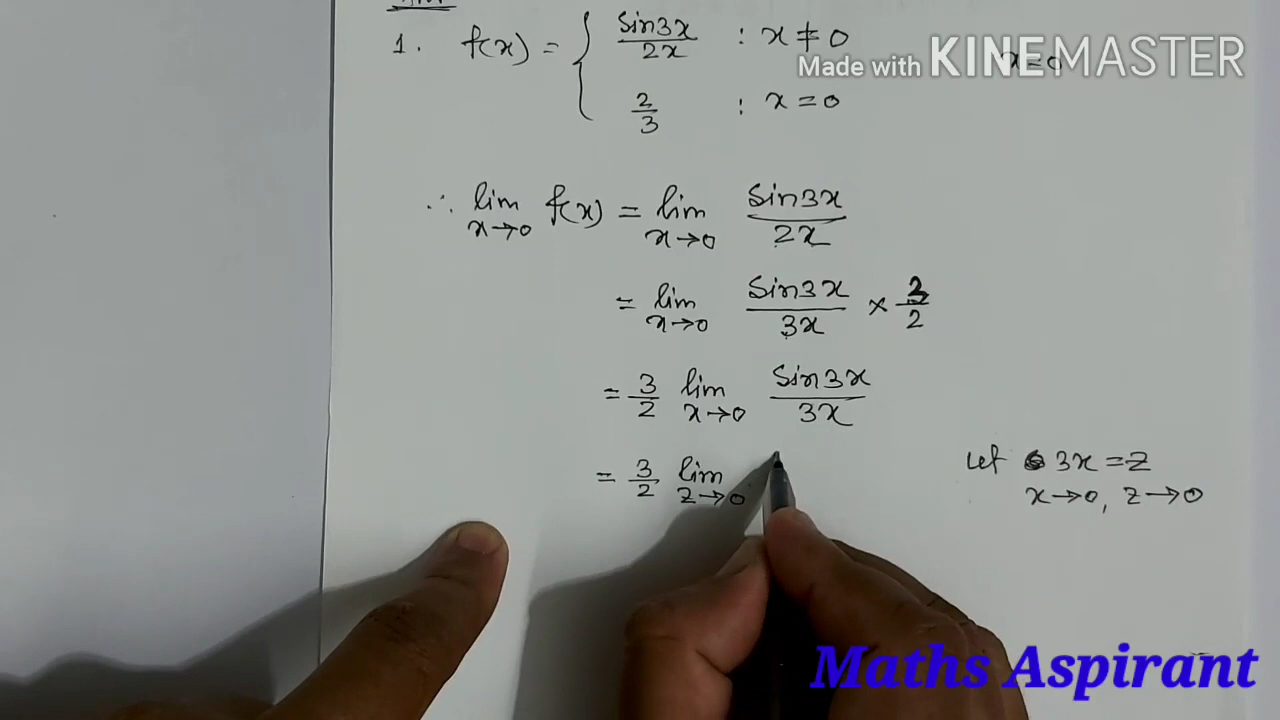 1. f(x) = { sin3x / 2x : x ≠ 0
2 / 3 : x = 0
x = 0
Made with KINEMASTER
∴ lim x→0 f(x) = lim x→0 sin3x / 2x
= lim x→0 sin3x / 3x × 3 / 2
= 3 / 2 lim x→0 sin3x / 3x
= 3 / 2 lim z→0
Let 3x = z
x→0, z→0
Maths Aspirant